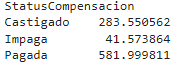 StatusCompensacion
Castigado    283.550562
Impaga        41.573864
Pagada       581.999811